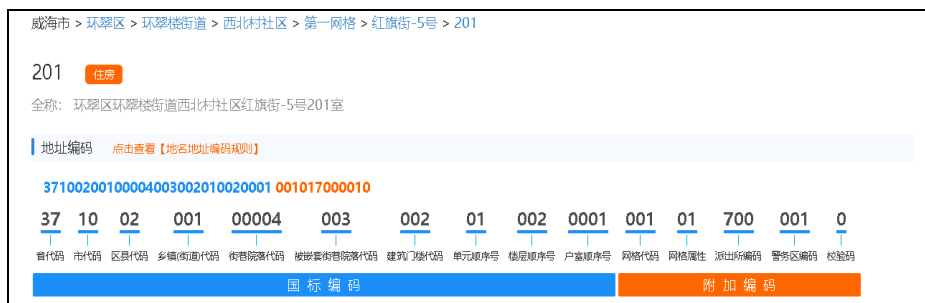 威海市 > 环翠区 > 环翠楼街道 > 西北村社区 > 第一网格 > 红旗街-5号 > 201
201 住房
全称： 环翠区环翠楼街道西北村社区红旗街-5号201室
地址编码 点击查看【地名地址编码规则】
3710020010000400300201002​0001 001017000010
37 10 02 001 00004 003 002 01 002 0001 001 01 700 001 0
省代码 市代码 区县代码 乡镇(街道)代码 街巷院落代码 被嵌套街巷院落代码 建筑门楼代码 单元顺序号 楼层顺序号 户室顺序号 网格代码 网格属性 派出所编码 警务区编码 校验码
国标编码 附加编码